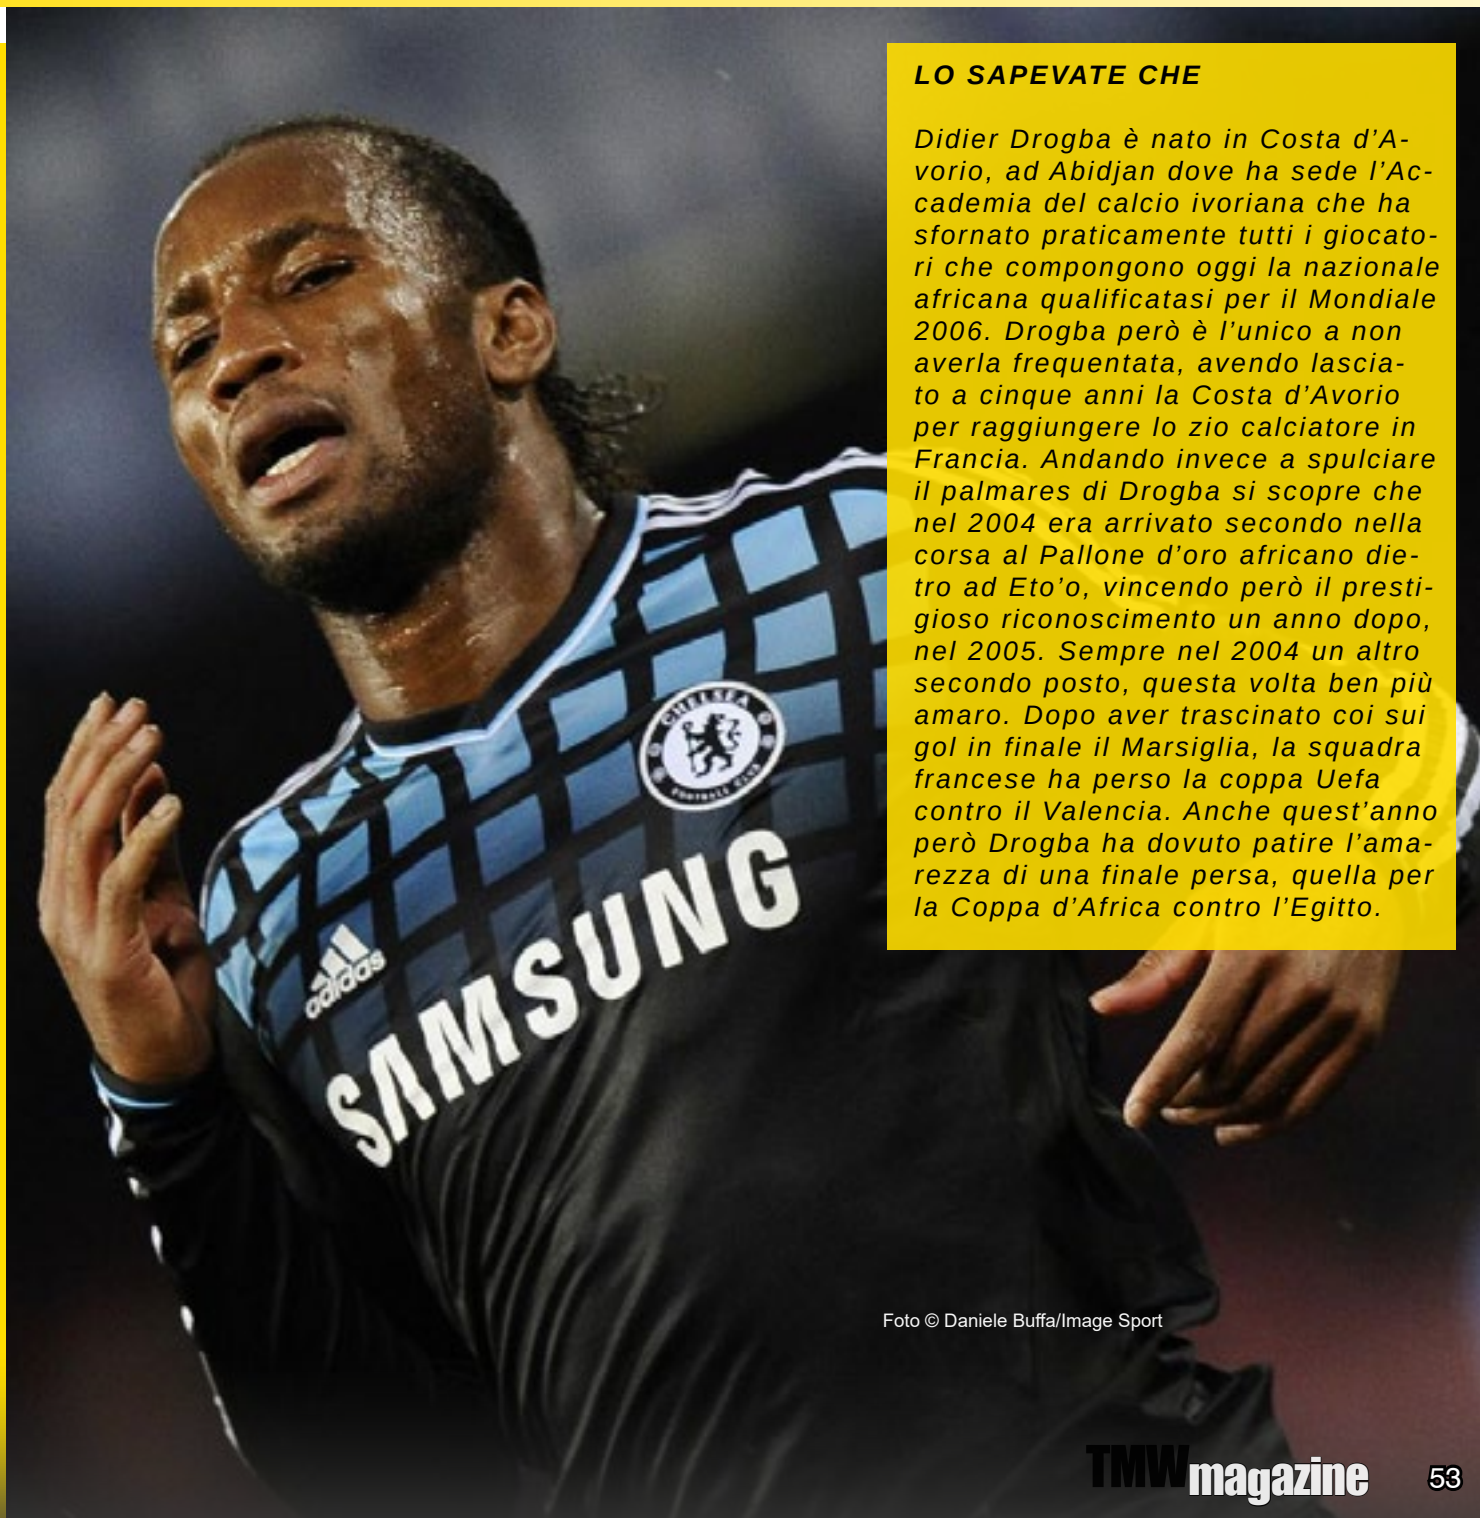 LO SAPEVATE CHE
Didier Drogba è nato in Costa d’A-
vorio, ad Abidjan dove ha sede l’Ac-
cademia del calcio ivoriana che ha
sfornato praticamente tutti i giocato-
ri che compongono oggi la nazionale
africana qualificatasi per il Mondiale
2006. Drogba però è l’unico a non
averla frequentata, avendo lascia-
to a cinque anni la Costa d’Avorio
per raggiungere lo zio calciatore in
Francia. Andando invece a spulciare
il palmares di Drogba si scopre che
nel 2004 era arrivato secondo nella
corsa al Pallone d’oro africano die-
tro ad Eto’o, vincendo però il presti-
gioso riconoscimento un anno dopo,
nel 2005. Sempre nel 2004 un altro
secondo posto, questa volta ben più
amaro. Dopo aver trascinato coi sui
gol in finale il Marsiglia, la squadra
francese ha perso la coppa Uefa
contro il Valencia. Anche quest’anno
però Drogba ha dovuto patire l’ama-
rezza di una finale persa, quella per
la Coppa d’Africa contro l’Egitto.
CHELSEA
FOOTBALL CLUB
adidas
SAMSUNG
Foto © Daniele Buffa/Image Sport
TMWmagazine
53